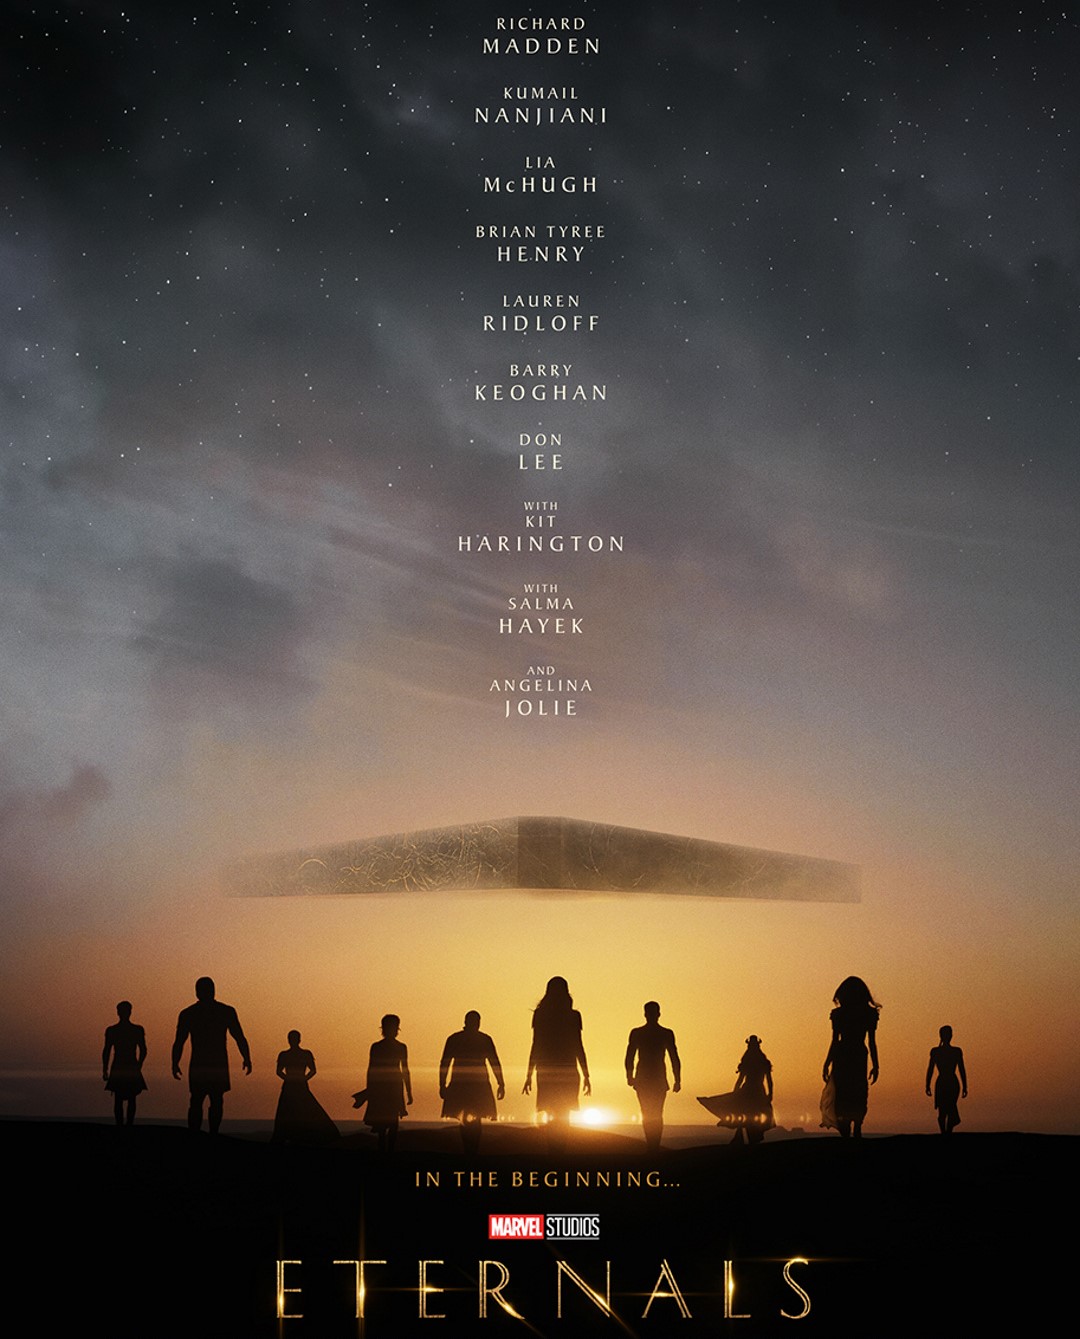 RICHARD
MADDEN
KUMAIL
NANJIANI
LIA
McHUGH
BRIAN TYREE
HENRY
LAUREN
RIDLOFF
BARRY
KEOGHAN
DON
LEE
WITH
KIT
HARINGTON
WITH
SALMA
HAYEK
AND
ANGELINA
JOLIE
IN THE BEGINNING...
MARVEL STUDIOS
ETERNALS